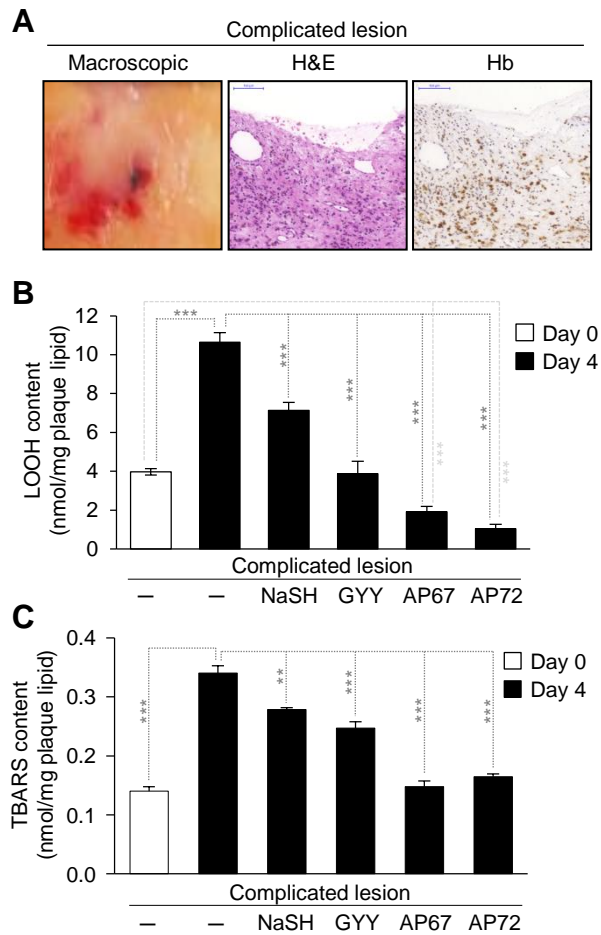 A
Complicated lesion
Macroscopic H&E Hb
B
LOOH content
(nmol/mg plaque lipid)
12
10
8
6
4
2
0
***
***
***
***
***
***
***
Day 0
Day 4
Complicated lesion
– – NaSH GYY AP67 AP72
C
TBARS content
(nmol/mg plaque lipid)
0.4
0.3
0.2
0.1
0.0
***
**
***
***
***
Day 0
Day 4
Complicated lesion
– – NaSH GYY AP67 AP72